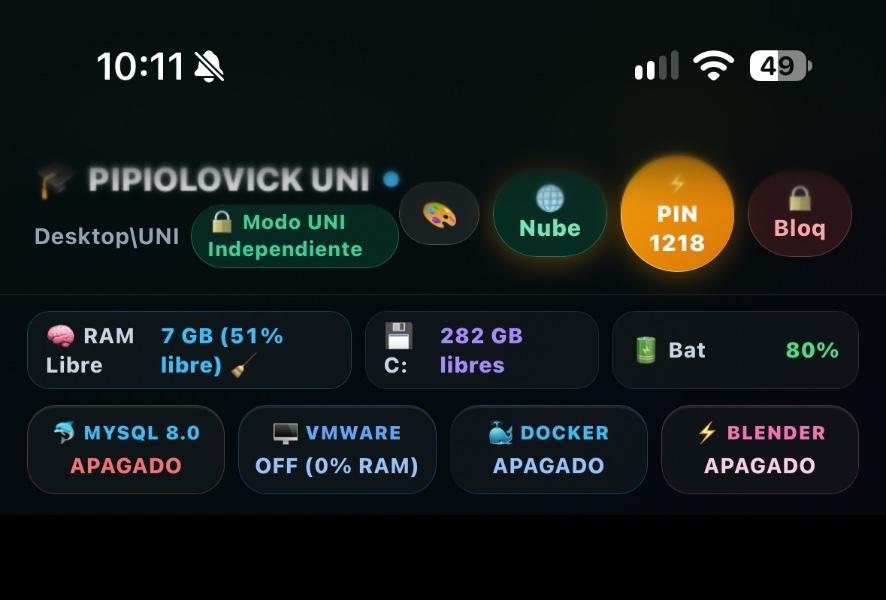 10:11
49
PIPIOLOVICK UNI
Desktop\UNI
Modo UNI
Independiente
Nube
PIN
1218
Bloq
RAM
Libre
7 GB (51%
libre)
C:
282 GB
libres
Bat
80%
MYSQL 8.0
APAGADO
VMWARE
OFF (0% RAM)
DOCKER
APAGADO
BLENDER
APAGADO